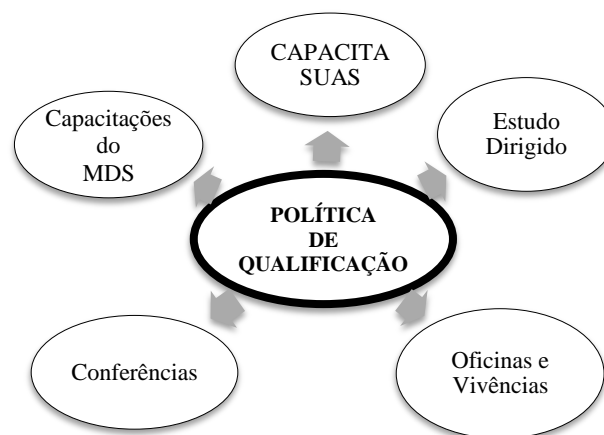 CAPACITA
SUAS
Capacitações
do
MDS
Estudo
Dirigido
POLÍTICA
DE
QUALIFICAÇÃO
Conferências
Oficinas e
Vivências